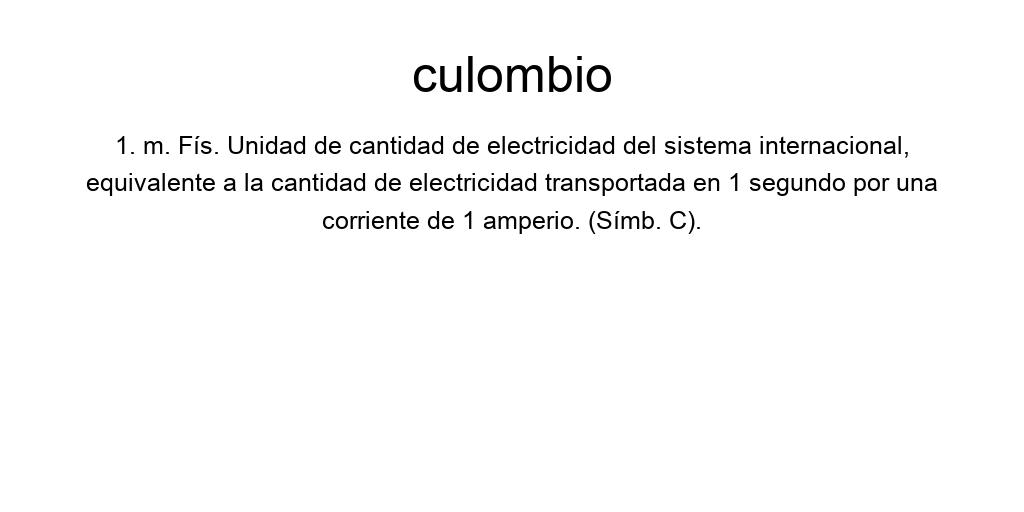 culombio
1. m. Fís. Unidad de cantidad de electricidad del sistema internacional,
equivalente a la cantidad de electricidad transportada en 1 segundo por una
corriente de 1 amperio. (Símb. C).